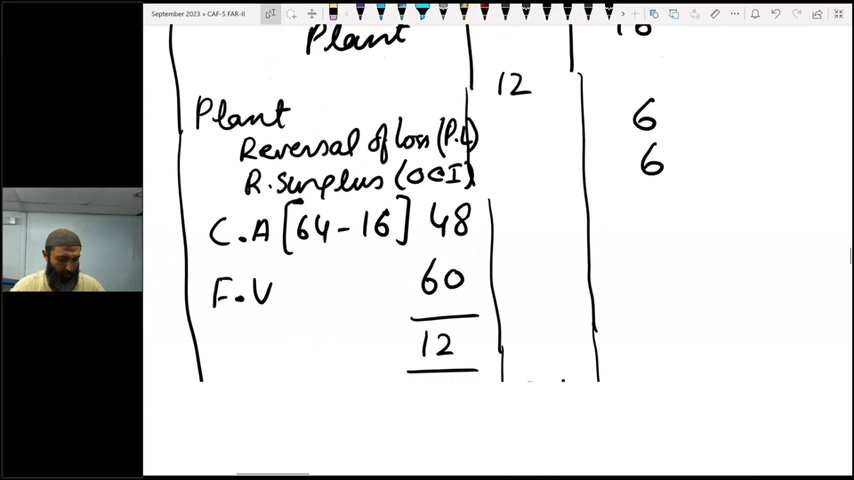 September 2023 » CAF-5 FAR-II
Plant 16
12
Plant 6
Reversal of loss (P.L)
R. Surplus (OCI) 6
C.A [64-16] 48
F.V 60
12